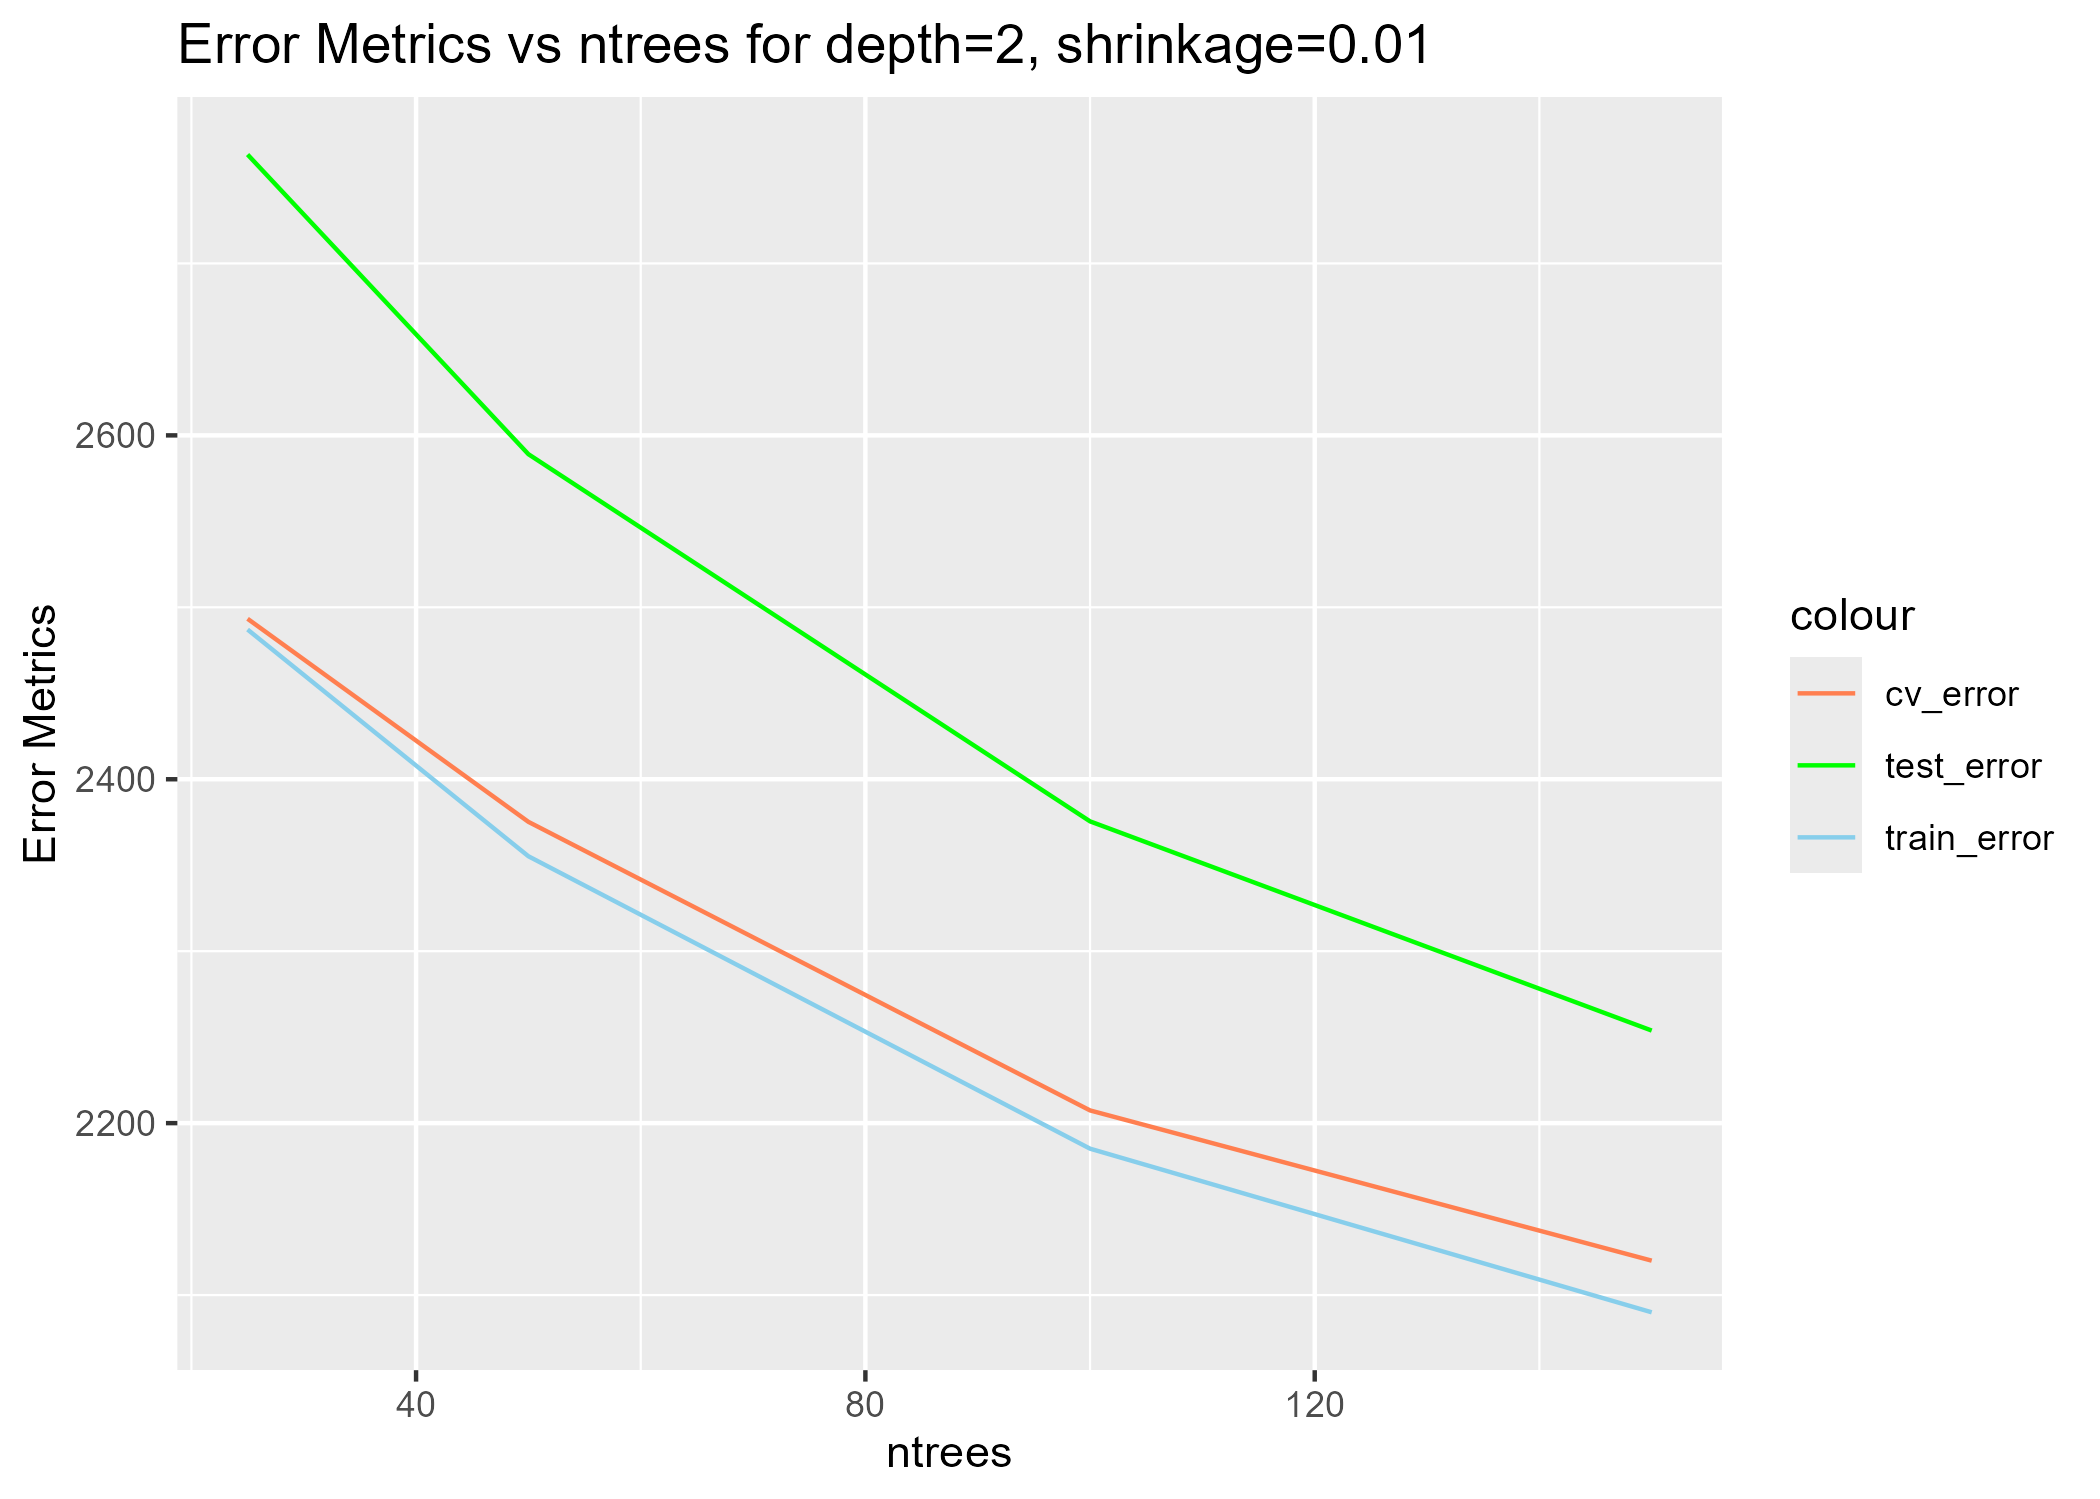 Error Metrics vs ntrees for depth=2, shrinkage=0.01
Error Metrics
2600
2400
2200
40 80 120
ntrees
colour
cv_error
test_error
train_error